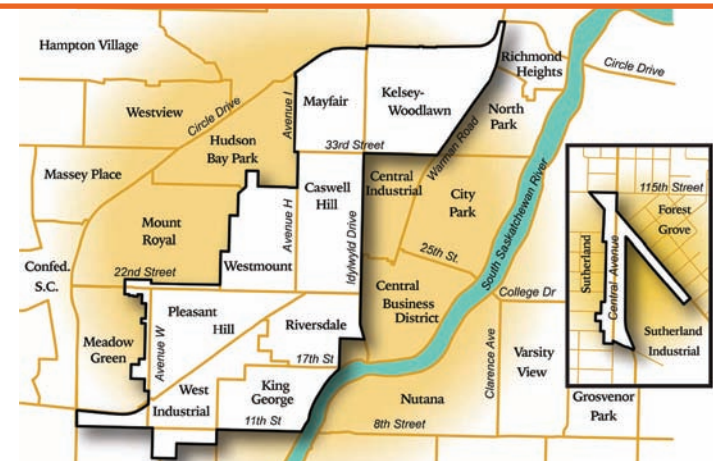 Hampton Village
Richmond
Heights
Circle Drive
Westview
Circle Drive
Avenue I
Mayfair
Kelsey-
Woodlawn
North
Park
Warman Road
Hudson
Bay Park
33rd Street
Massey Place
Central
Industrial
City
Park
South Saskatchewan River
115th Street
Forest
Grove
Mount
Royal
Caswell
Hill
Avenue H
Idylwyld Drive
25th St.
Confed.
S.C.
22nd Street
Westmount
Central
Business
District
College Dr
Sutherland
Central Avenue
Sutherland
Industrial
Pleasant
Hill
Riversdale
Meadow
Green
Avenue W
17th St
Clarence Ave
Varsity
View
West
Industrial
King
George
11th St
Nutana
8th Street
Grosvenor
Park